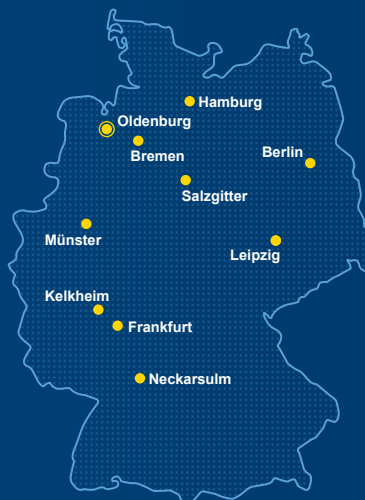 Hamburg
Oldenburg
Bremen
Berlin
Salzgitter
Münster
Leipzig
Kelkheim
Frankfurt
Neckarsulm